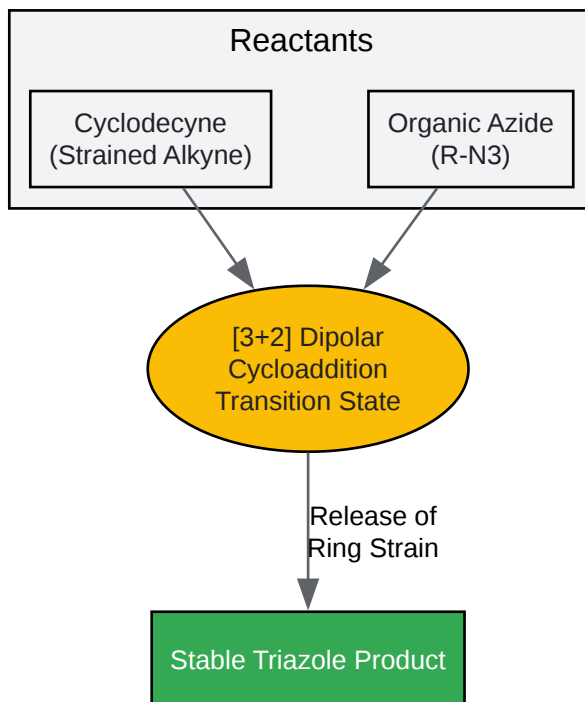 Reactants
Cyclodecyne
(Strained Alkyne)
Organic Azide
(R-N3)
[3+2] Dipolar
Cycloaddition
Transition State
Release of
Ring Strain
Stable Triazole Product